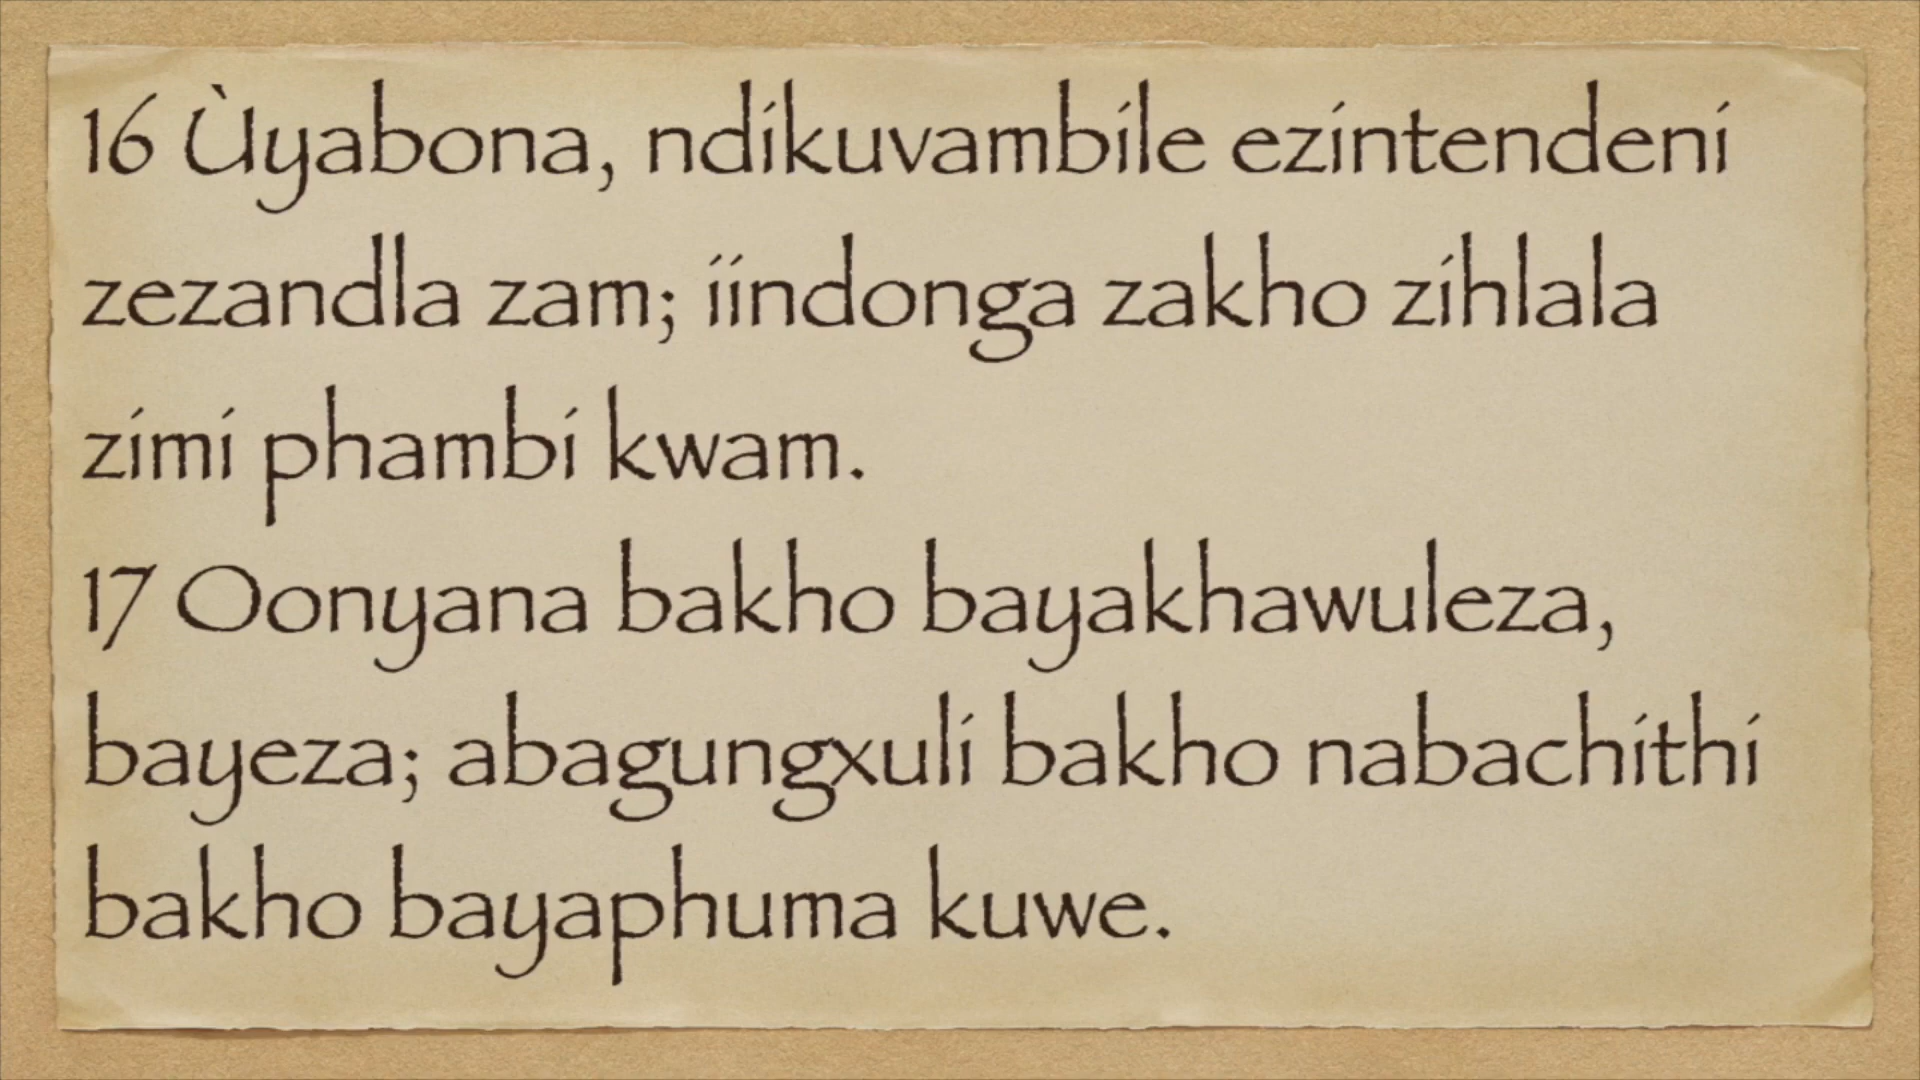 16 Ùyabona, ndikuvambile ezintendeni
zezandla zam; iindonga zakho zihlala
zimi phambi kwam.
17 Oonyana bakho bayakhawuleza,
bayeza; abagungxuli bakho nabachithi
bakho bayaphuma kuwe.